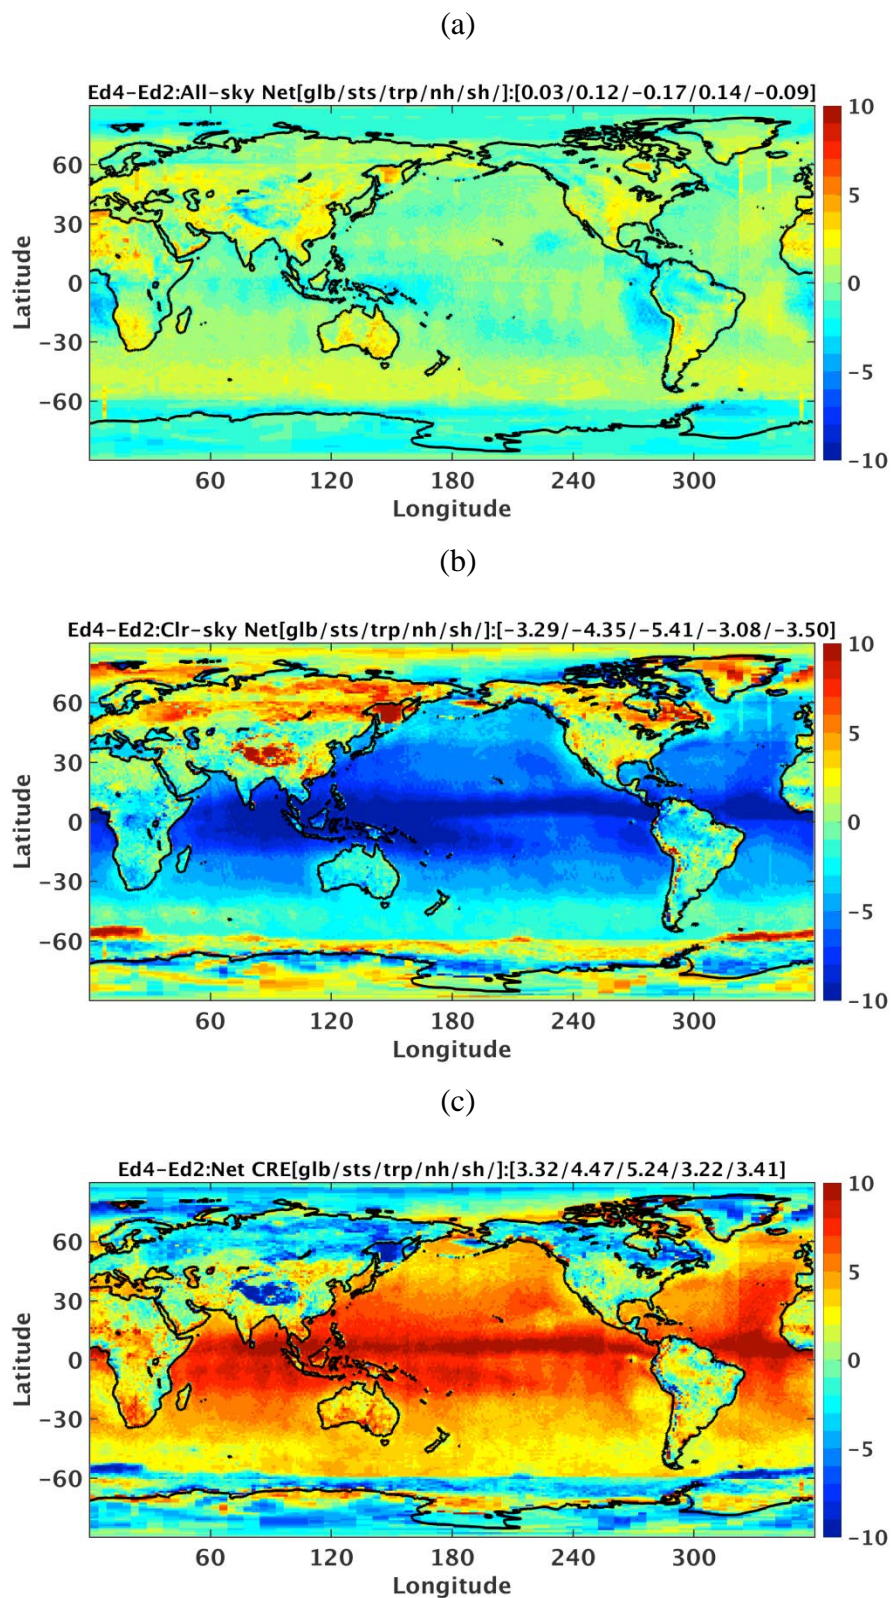 (a)
Ed4-Ed2:All-sky Net[glb/sts/trp/nh/sh/]:[0.03/0.12/-0.17/0.14/-0.09]
10
5
0
-5
-10
60
30
0
-30
-60
Latitude
60 120 180 240 300
Longitude
(b)
Ed4-Ed2:Clr-sky Net[glb/sts/trp/nh/sh/]:[-3.29/-4.35/-5.41/-3.08/-3.50]
10
5
0
-5
-10
60
30
0
-30
-60
Latitude
60 120 180 240 300
Longitude
(c)
Ed4-Ed2:Net CRE[glb/sts/trp/nh/sh/]:[3.32/4.47/5.24/3.22/3.41]
10
5
0
-5
-10
60
30
0
-30
-60
Latitude
60 120 180 240 300
Longitude